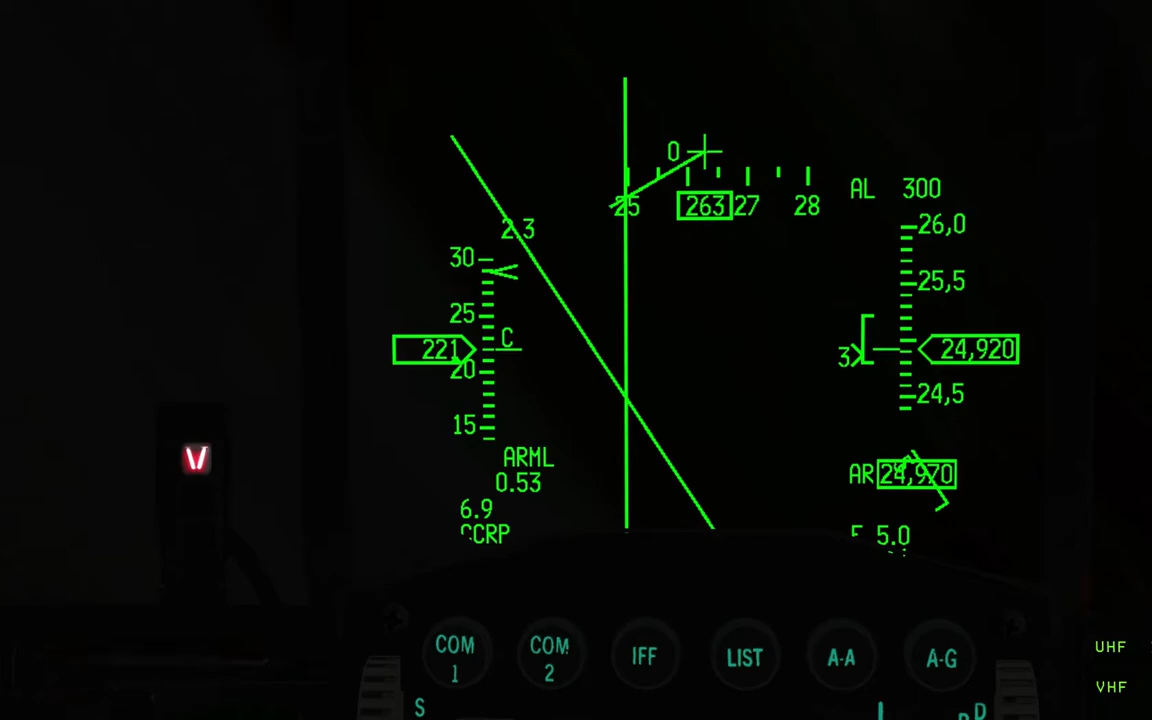 0
25 263 27 28
AL 300
2.3
26,0
30
25,5
25
C
221
3
24,920
20
24,5
15
ARML
0.53
AR 24,970
6.9
CCRP
F 5.0
COM 1
COM 2
IFF
LIST
A-A
A-G
UHF
VHF
S
D